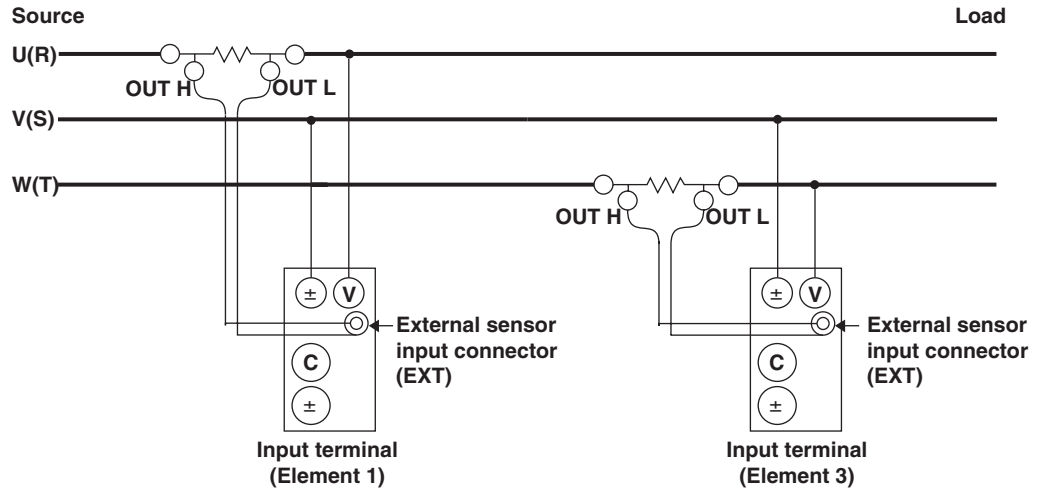 Source
Load
U(R)
OUT H
OUT L
V(S)
W(T)
OUT H
OUT L
± V
External sensor
input connector
(EXT)
C
±
Input terminal
(Element 1)
± V
External sensor
input connector
(EXT)
C
±
Input terminal
(Element 3)